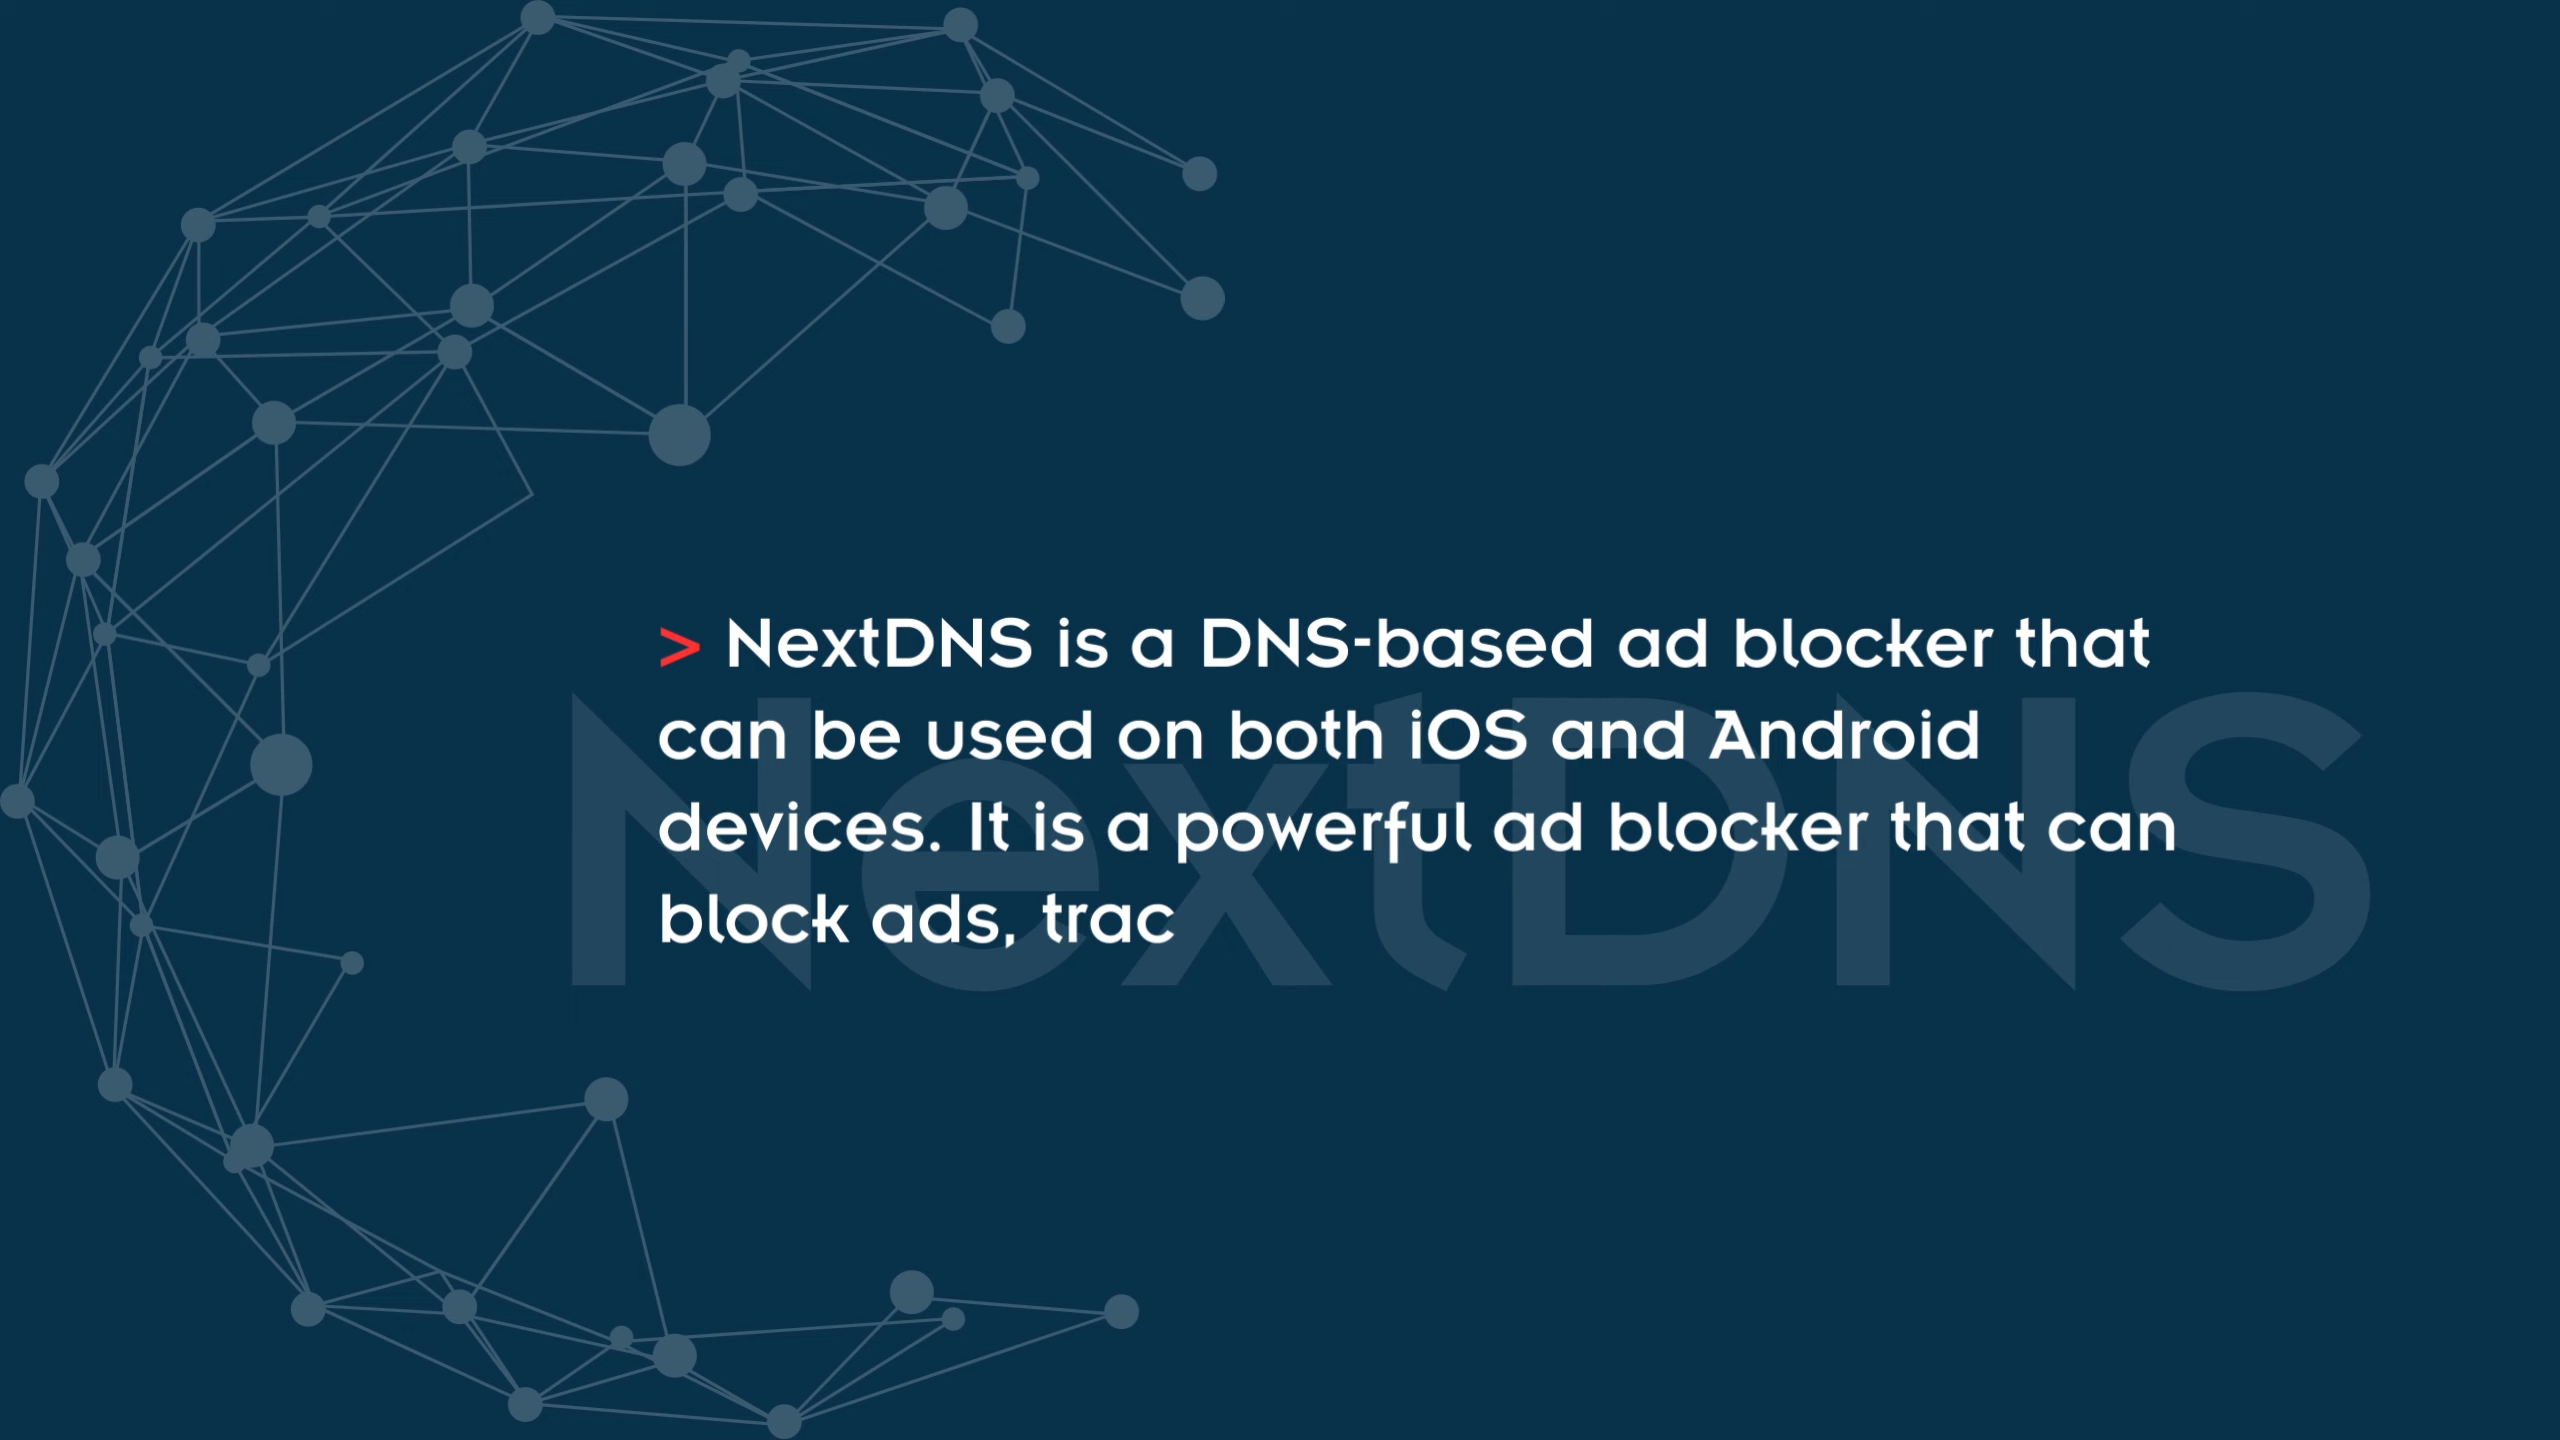 > NextDNS is a DNS-based ad blocker that
can be used on both iOS and Android
devices. It is a powerful ad blocker that can
block ads, trac
NextDNS